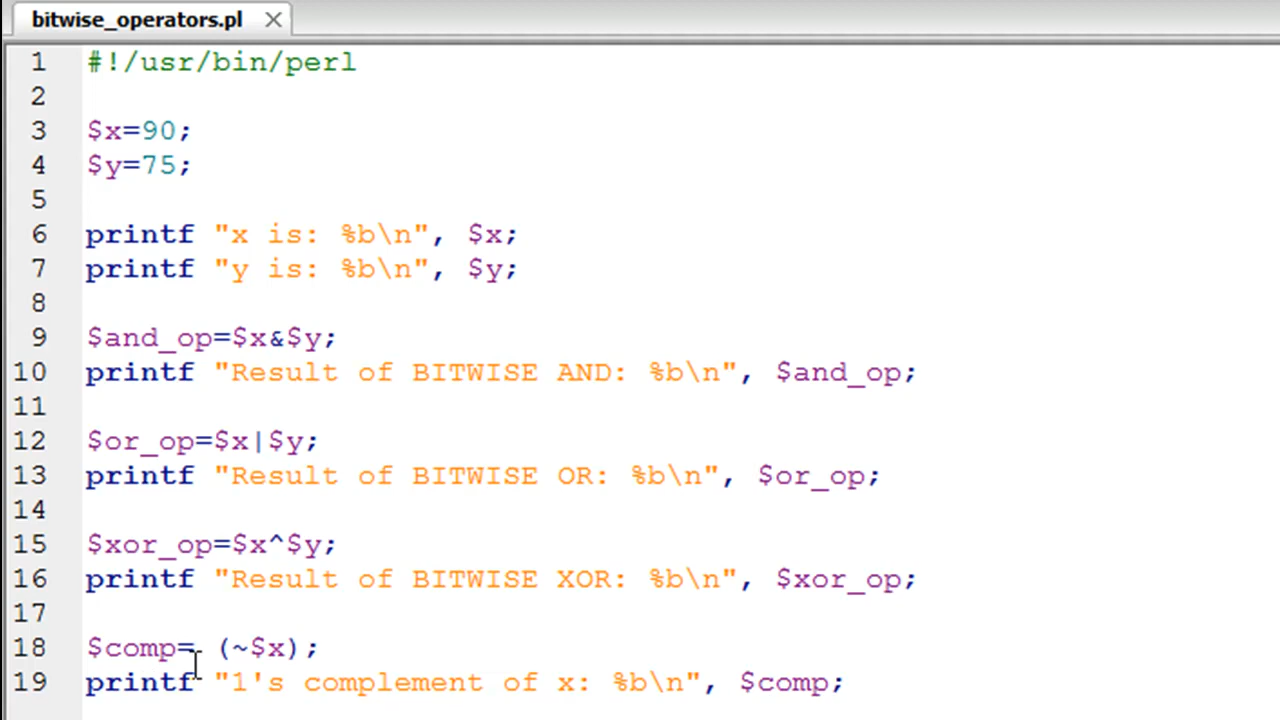 bitwise_operators.pl
1 #!/usr/bin/perl
2
3 $x=90;
4 $y=75;
5
6 printf "x is: %b\n", $x;
7 printf "y is: %b\n", $y;
8
9 $and_op=$x&$y;
10 printf "Result of BITWISE AND: %b\n", $and_op;
11
12 $or_op=$x|$y;
13 printf "Result of BITWISE OR: %b\n", $or_op;
14
15 $xor_op=$x^$y;
16 printf "Result of BITWISE XOR: %b\n", $xor_op;
17
18 $comp= (~$x);
19 printf "1's complement of x: %b\n", $comp;